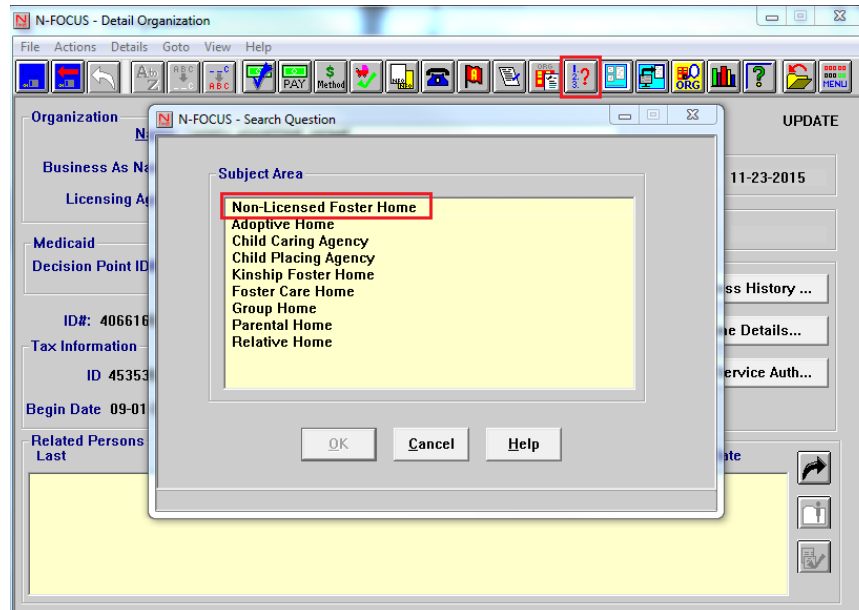 N-FOCUS - Detail Organization
File Actions Details Goto View Help
PAY $ Method ORG 1 2 3 ? ORG ? MENU
Organization
UPDATE
N-FOCUS - Search Question
Business As Na
11-23-2015
Licensing Ag
Subject Area
Non-Licensed Foster Home
Adoptive Home
Child Caring Agency
Child Placing Agency
Kinship Foster Home
Foster Care Home
Group Home
Parental Home
Relative Home
Medicaid
Decision Point ID
ss History ...
ID#: 406616
ne Details...
Tax Information
ID 45353
ervice Auth...
Begin Date 09-01
OK Cancel Help
Related Persons
Last
ate